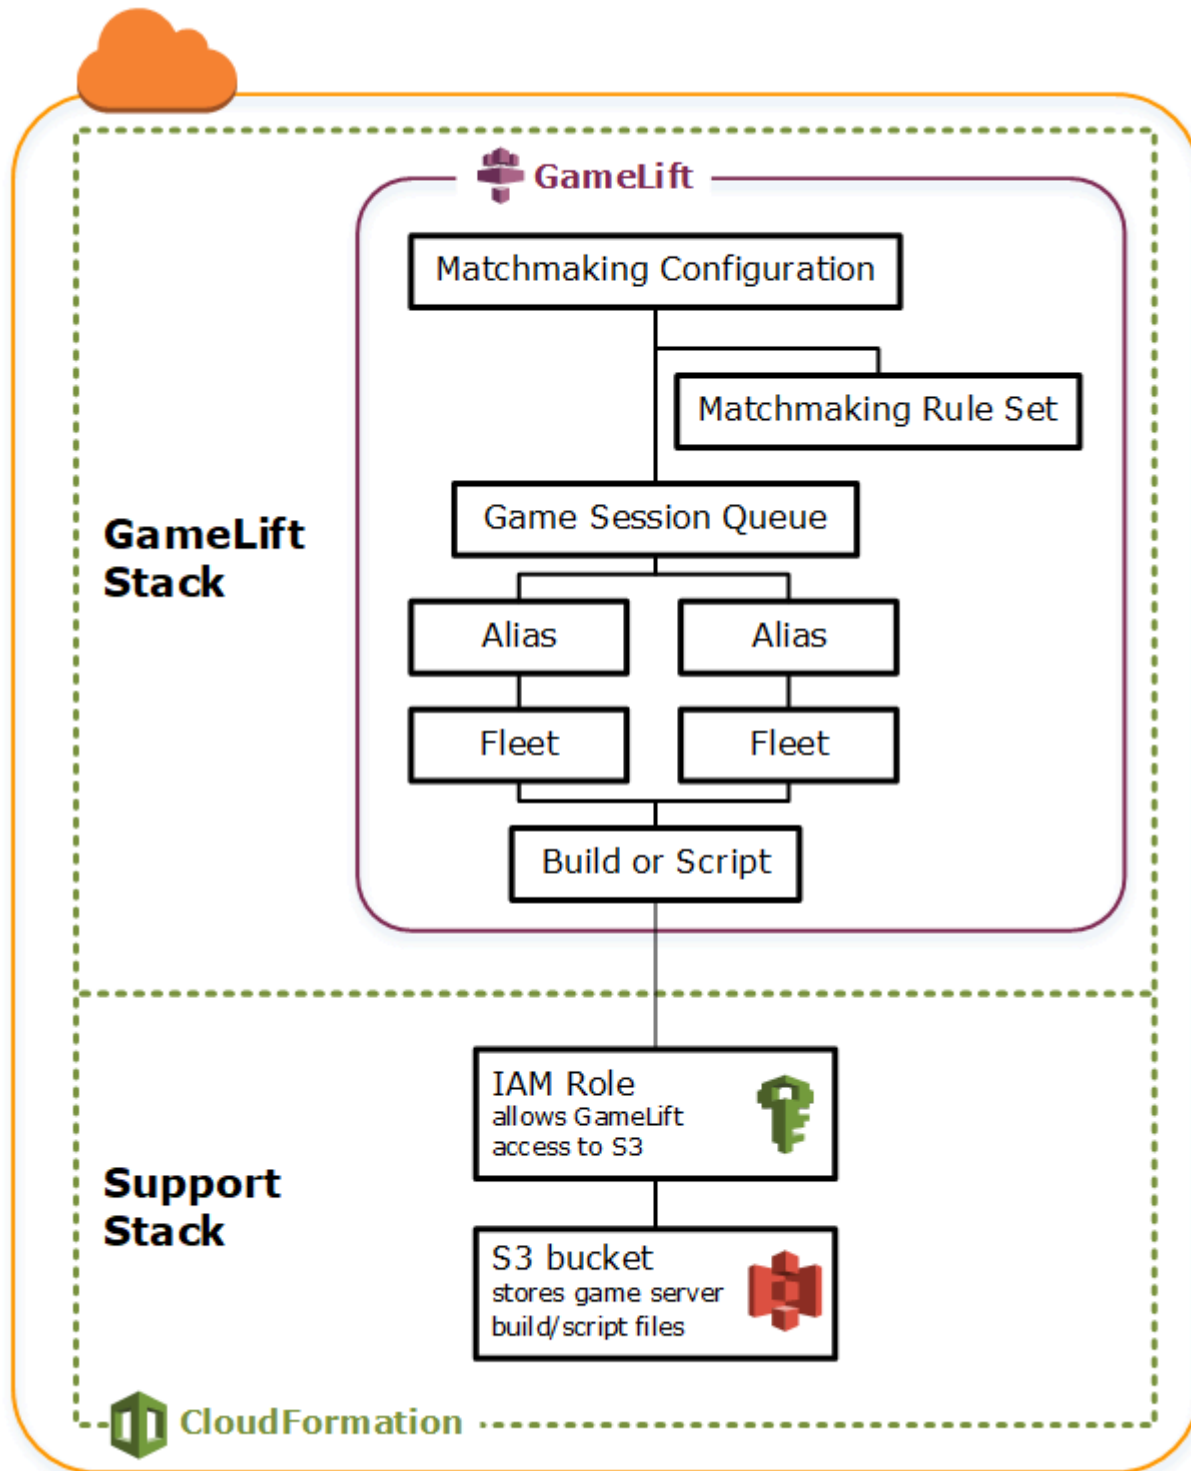 GameLift
Matchmaking Configuration
Matchmaking Rule Set
Game Session Queue
GameLift
Stack
Alias
Alias
Fleet
Fleet
Build or Script
IAM Role
allows GameLift
access to S3
Support
Stack
S3 bucket
stores game server
build/script files
CloudFormation